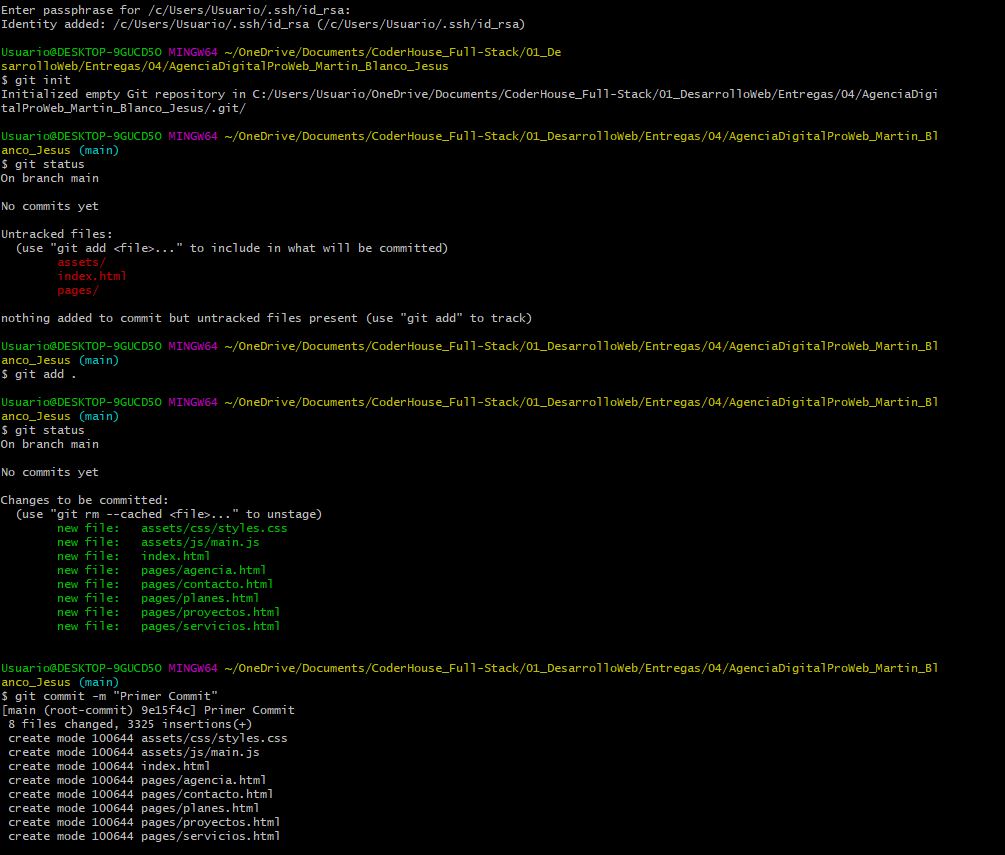 Enter passphrase for /c/Users/Usuario/.ssh/id_rsa:
Identity added: /c/Users/Usuario/.ssh/id_rsa (/c/Users/Usuario/.ssh/id_rsa)

Usuario@DESKTOP-9GUCD5O MINGW64 ~/OneDrive/Documents/CoderHouse_Full-Stack/01_De
sarrolloWeb/Entregas/04/AgenciaDigitalProWeb_Martin_Blanco_Jesus
$ git init
Initialized empty Git repository in C:/Users/Usuario/OneDrive/Documents/CoderHouse_Full-Stack/01_DesarrolloWeb/Entregas/04/AgenciaDigi
talProWeb_Martin_Blanco_Jesus/.git/

Usuario@DESKTOP-9GUCD5O MINGW64 ~/OneDrive/Documents/CoderHouse_Full-Stack/01_DesarrolloWeb/Entregas/04/AgenciaDigitalProWeb_Martin_Bl
anco_Jesus (main)
$ git status
On branch main

No commits yet

Untracked files:
  (use "git add <file>..." to include in what will be committed)
        assets/
        index.html
        pages/

nothing added to commit but untracked files present (use "git add" to track)

Usuario@DESKTOP-9GUCD5O MINGW64 ~/OneDrive/Documents/CoderHouse_Full-Stack/01_DesarrolloWeb/Entregas/04/AgenciaDigitalProWeb_Martin_Bl
anco_Jesus (main)
$ git add .

Usuario@DESKTOP-9GUCD5O MINGW64 ~/OneDrive/Documents/CoderHouse_Full-Stack/01_DesarrolloWeb/Entregas/04/AgenciaDigitalProWeb_Martin_Bl
anco_Jesus (main)
$ git status
On branch main

No commits yet

Changes to be committed:
  (use "git rm --cached <file>..." to unstage)
        new file:   assets/css/styles.css
        new file:   assets/js/main.js
        new file:   index.html
        new file:   pages/agencia.html
        new file:   pages/contacto.html
        new file:   pages/planes.html
        new file:   pages/proyectos.html
        new file:   pages/servicios.html


Usuario@DESKTOP-9GUCD5O MINGW64 ~/OneDrive/Documents/CoderHouse_Full-Stack/01_DesarrolloWeb/Entregas/04/AgenciaDigitalProWeb_Martin_Bl
anco_Jesus (main)
$ git commit -m "Primer Commit"
[main (root-commit) 9e15f4c] Primer Commit
 8 files changed, 3325 insertions(+)
 create mode 100644 assets/css/styles.css
 create mode 100644 assets/js/main.js
 create mode 100644 index.html
 create mode 100644 pages/agencia.html
 create mode 100644 pages/contacto.html
 create mode 100644 pages/planes.html
 create mode 100644 pages/proyectos.html
 create mode 100644 pages/servicios.html